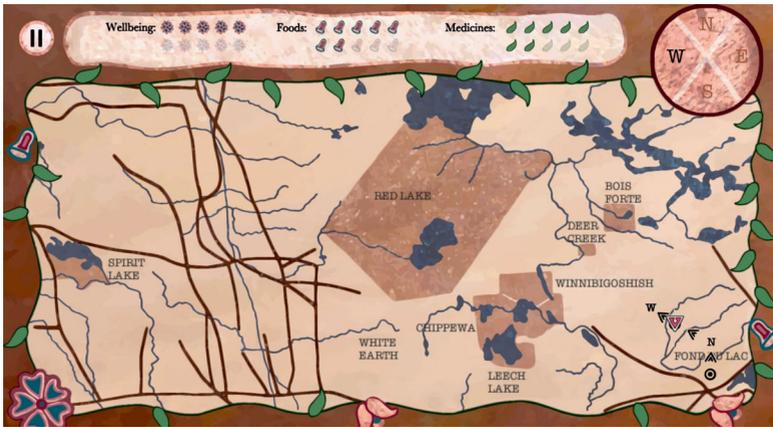 Wellbeing:
Foods:
Medicines:
N
W
E
S
RED LAKE
BOIS
FORTE
DEER
CREEK
SPIRIT
LAKE
WINNIBIGOSHISH
W
CHIPPEWA
WHITE
EARTH
N
FOND DU LAC
LEECH
LAKE